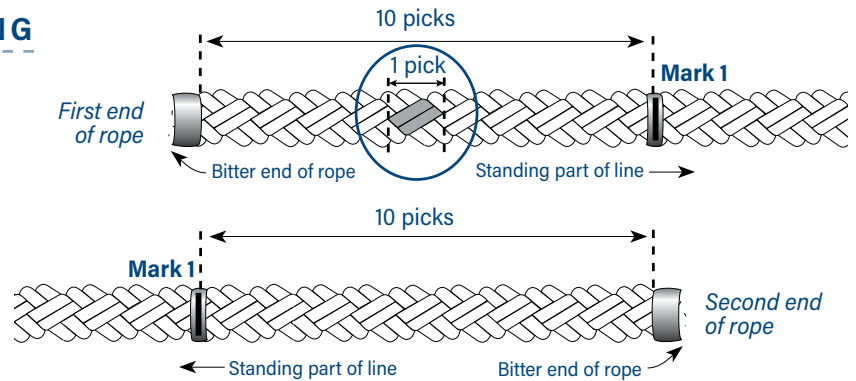 10 picks
1 pick
Mark 1
First end
of rope
Bitter end of rope
Standing part of line
10 picks
Mark 1
Second end
of rope
Standing part of line
Bitter end of rope